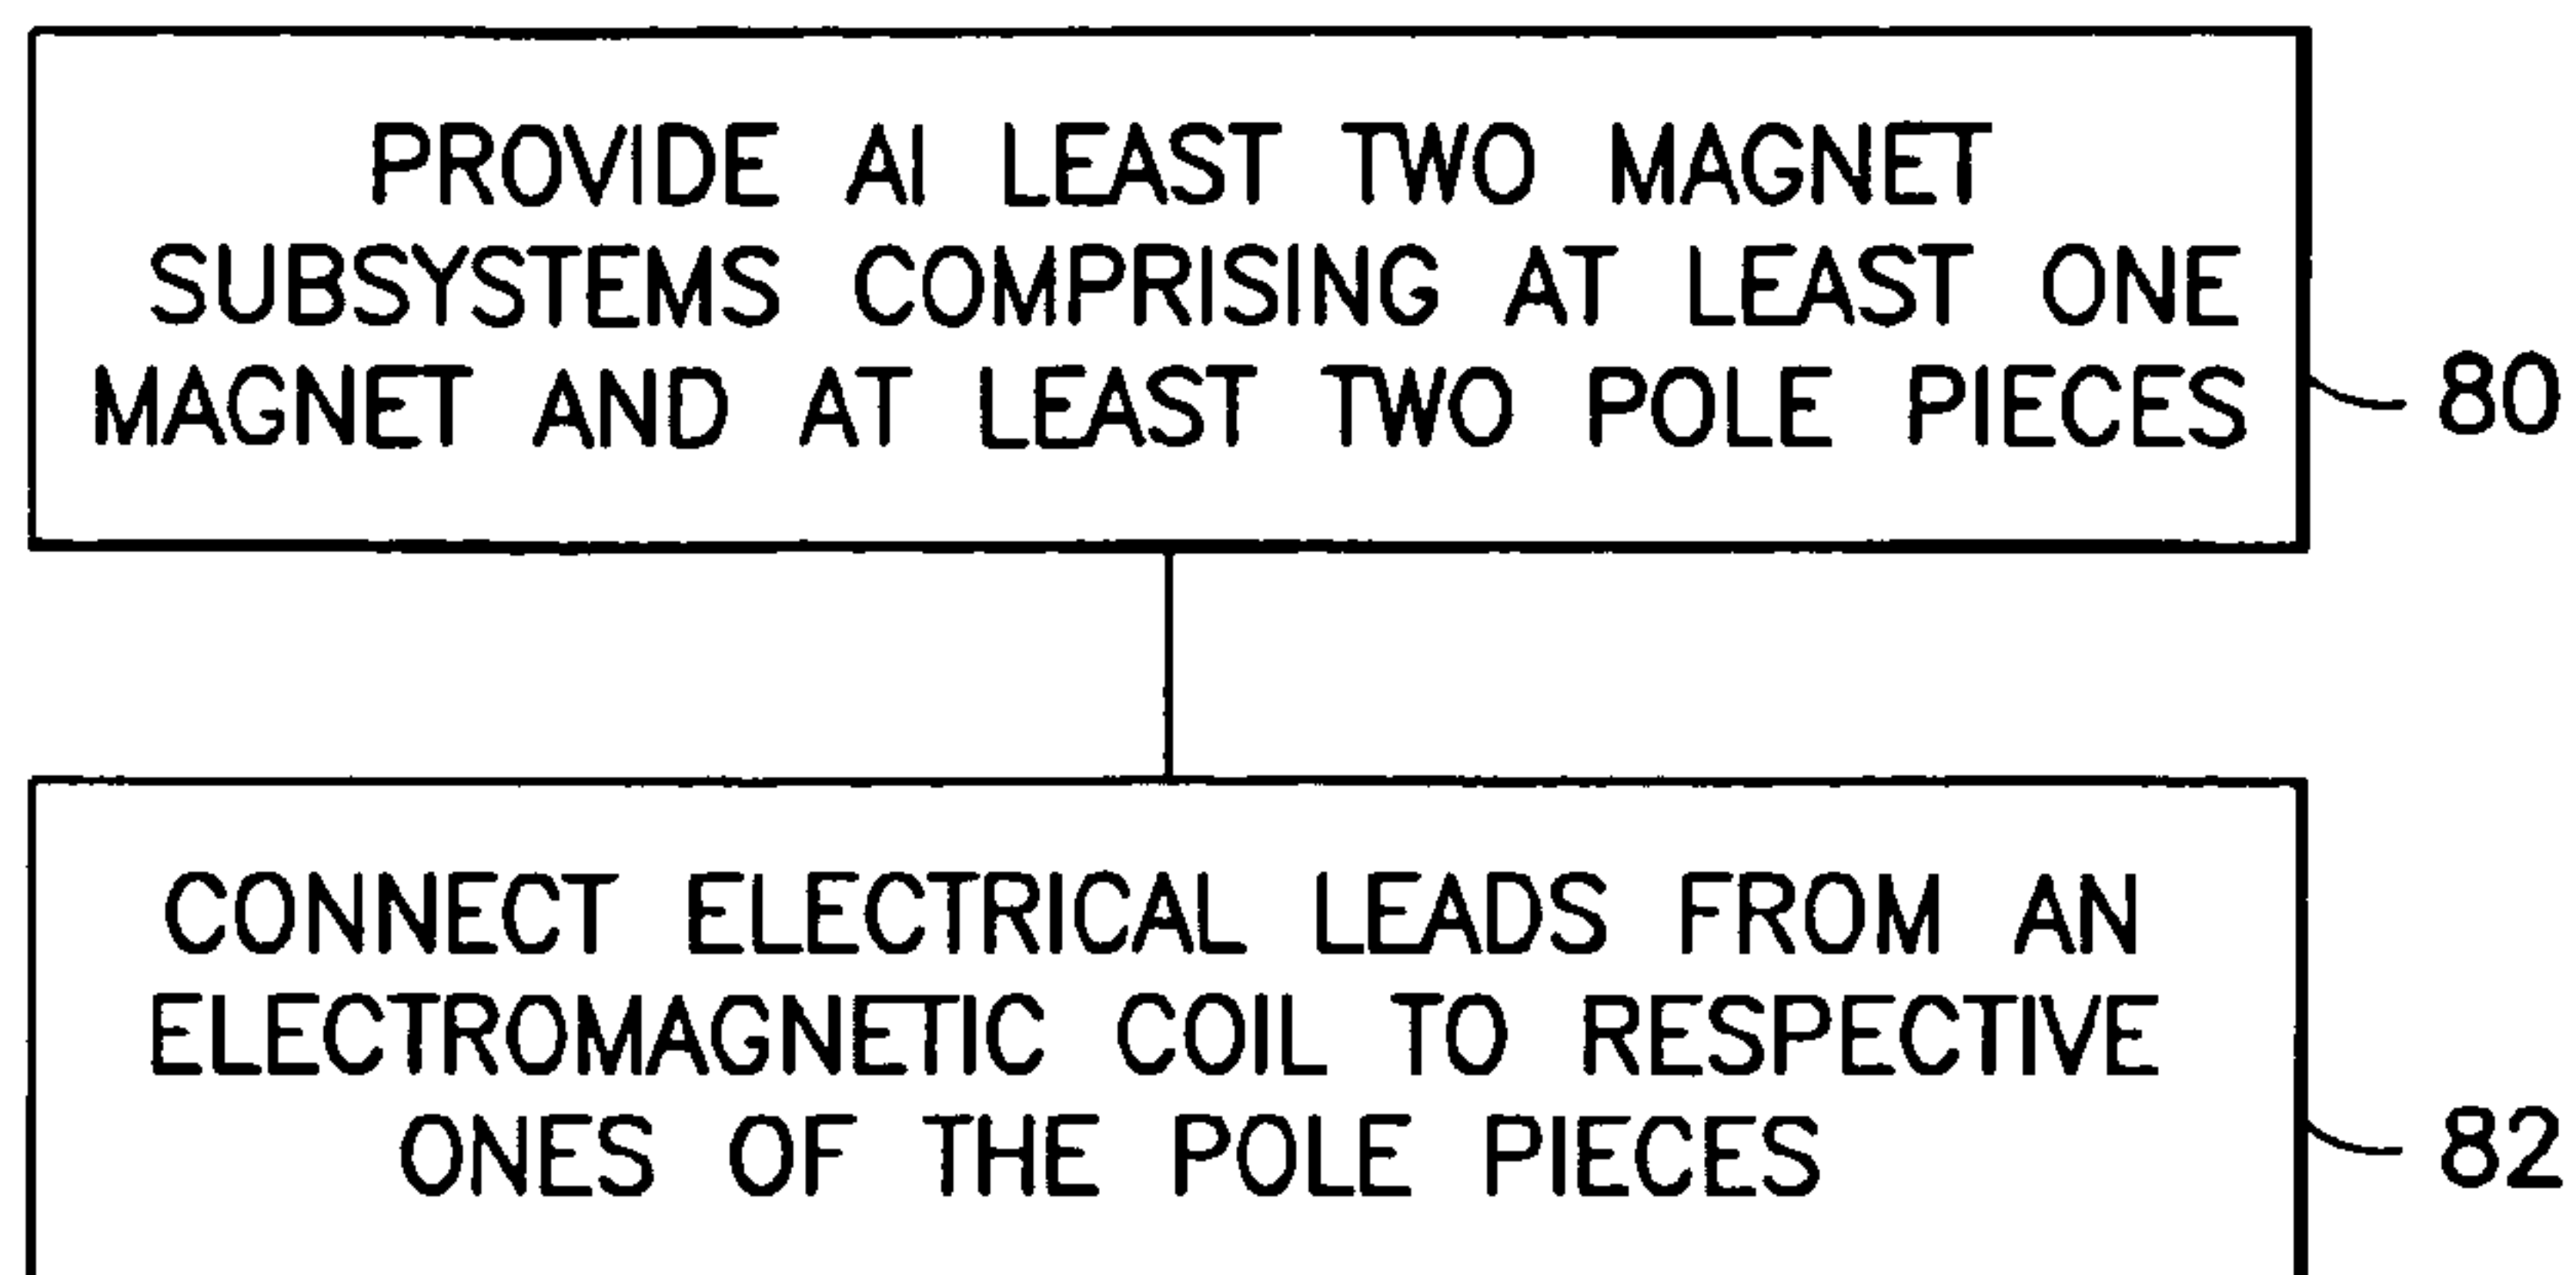 PROVIDE AI LEAST TWO MAGNET
SUBSYSTEMS COMPRISING AT LEAST ONE
MAGNET AND AT LEAST TWO POLE PIECES
80
CONNECT ELECTRICAL LEADS FROM AN
ELECTROMAGNETIC COIL TO RESPECTIVE
ONES OF THE POLE PIECES
82